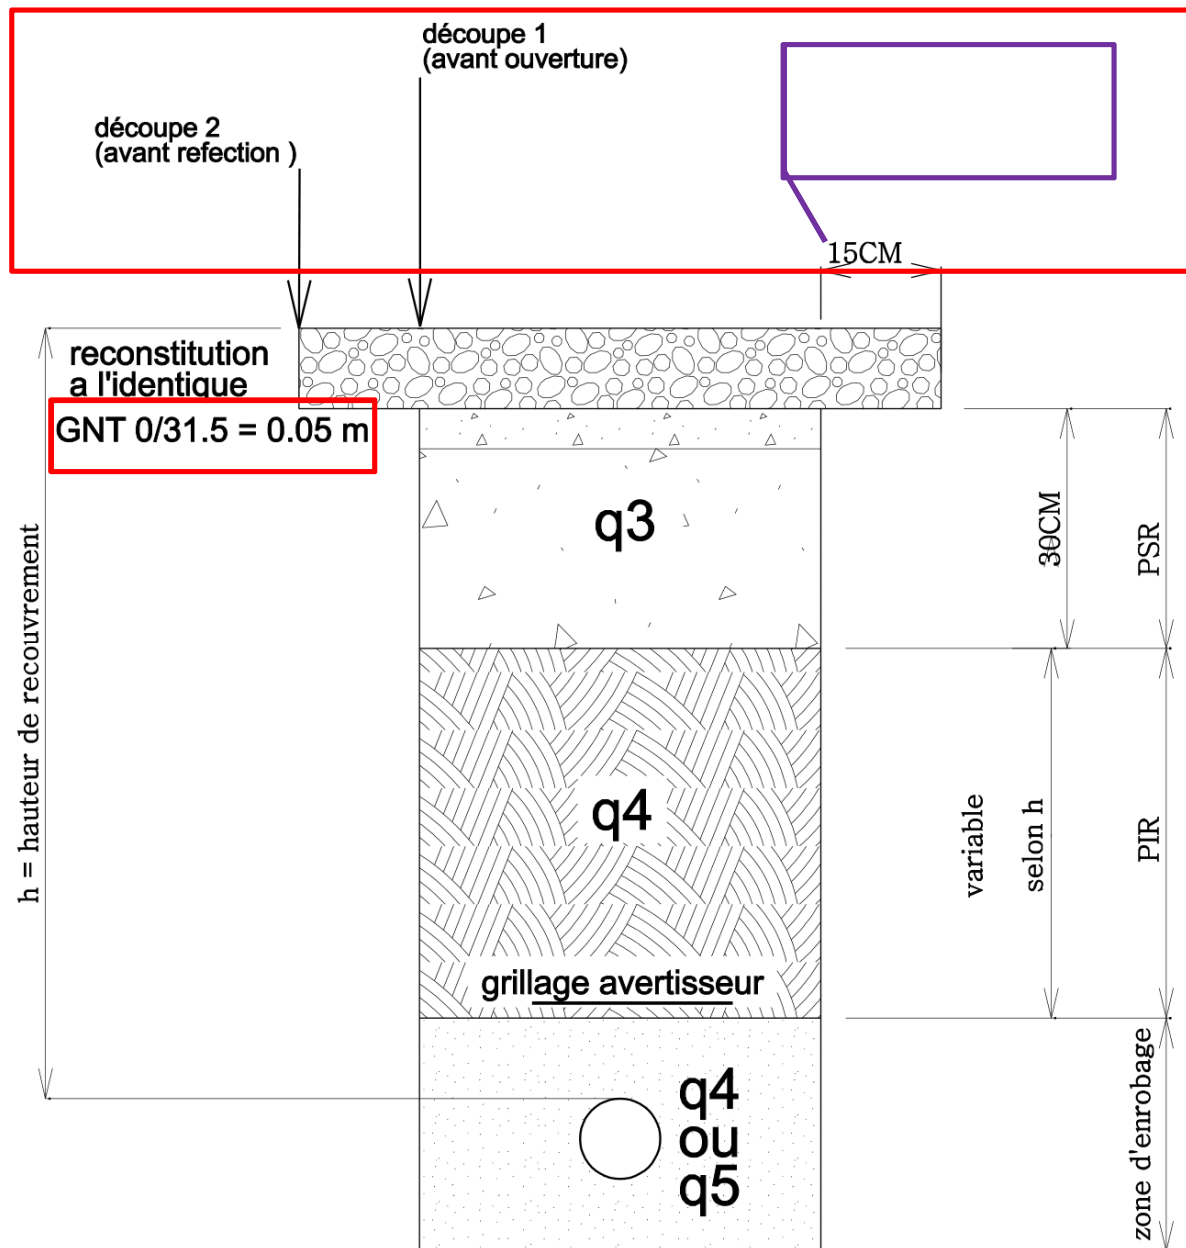 découpe 1
(avant ouverture)
découpe 2
(avant refection )
15CM
reconstitution
a l'identique
GNT 0/31.5 = 0.05 m
h = hauteur de recouvrement
q3
30CM
PSR
q4
variable
selon h
PIR
grillage avertisseur
q4
ou
q5
zone d'enrobage